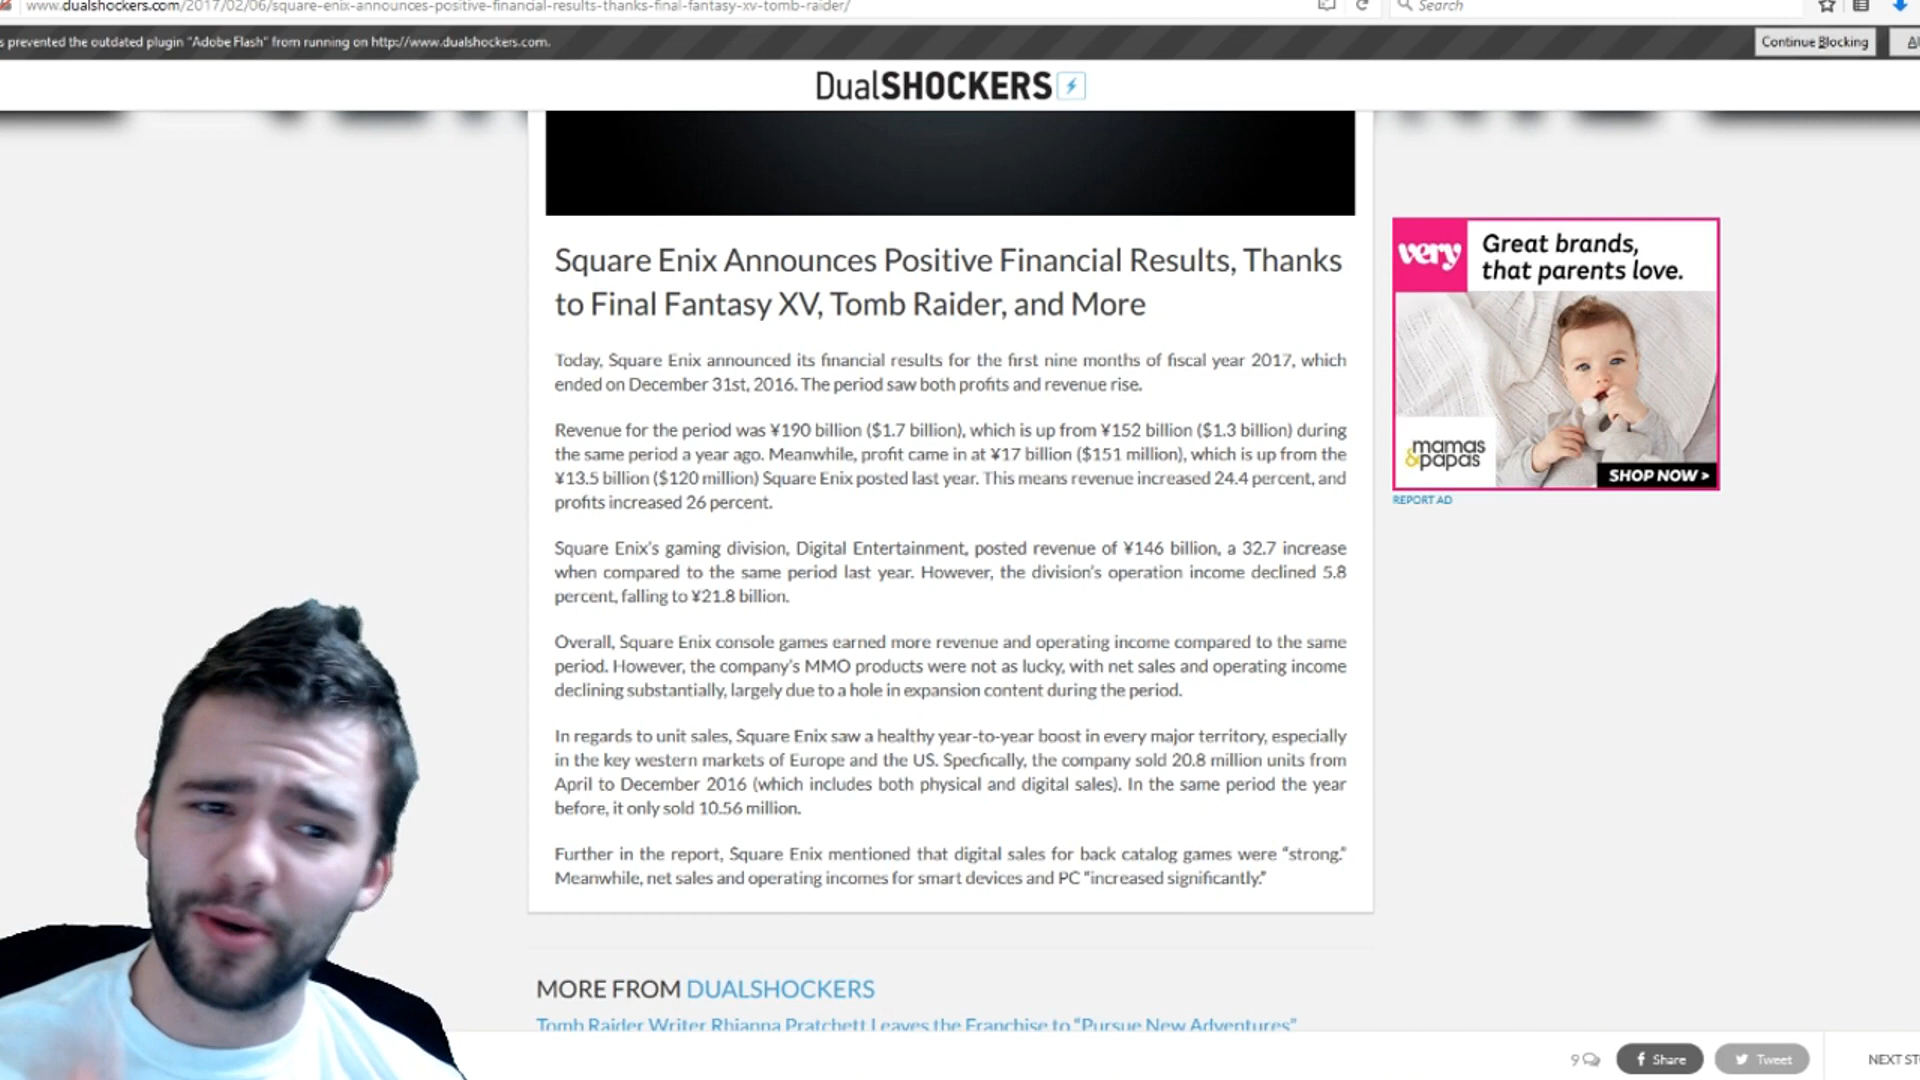 www.dualshockers.com/2017/02/06/square-enix-announces-positive-financial-results-thanks-final-fantasy-xv-tomb-raider/
Search
prevented the outdated plugin "Adobe Flash" from running on http://www.dualshockers.com.
Continue Blocking
DualSHOCKERS
Square Enix Announces Positive Financial Results, Thanks
to Final Fantasy XV, Tomb Raider, and More
Today, Square Enix announced its financial results for the first nine months of fiscal year 2017, which
ended on December 31st, 2016. The period saw both profits and revenue rise.
Revenue for the period was ¥190 billion ($1.7 billion), which is up from ¥152 billion ($1.3 billion) during
the same period a year ago. Meanwhile, profit came in at ¥17 billion ($151 million), which is up from the
¥13.5 billion ($120 million) Square Enix posted last year. This means revenue increased 24.4 percent, and
profits increased 26 percent.
Square Enix's gaming division, Digital Entertainment, posted revenue of ¥146 billion, a 32.7 increase
when compared to the same period last year. However, the division's operation income declined 5.8
percent, falling to ¥21.8 billion.
Overall, Square Enix console games earned more revenue and operating income compared to the same
period. However, the company's MMO products were not as lucky, with net sales and operating income
declining substantially, largely due to a hole in expansion content during the period.
In regards to unit sales, Square Enix saw a healthy year-to-year boost in every major territory, especially
in the key western markets of Europe and the US. Specfically, the company sold 20.8 million units from
April to December 2016 (which includes both physical and digital sales). In the same period the year
before, it only sold 10.56 million.
Further in the report, Square Enix mentioned that digital sales for back catalog games were "strong."
Meanwhile, net sales and operating incomes for smart devices and PC "increased significantly."
very
Great brands,
that parents love.
mamas
&papas
SHOP NOW >
REPORT AD
MORE FROM DUALSHOCKERS
Tomb Raider Writer Rhianna Pratchett Leaves the Franchise to "Pursue New Adventures"
9
Share
Tweet
NEXT